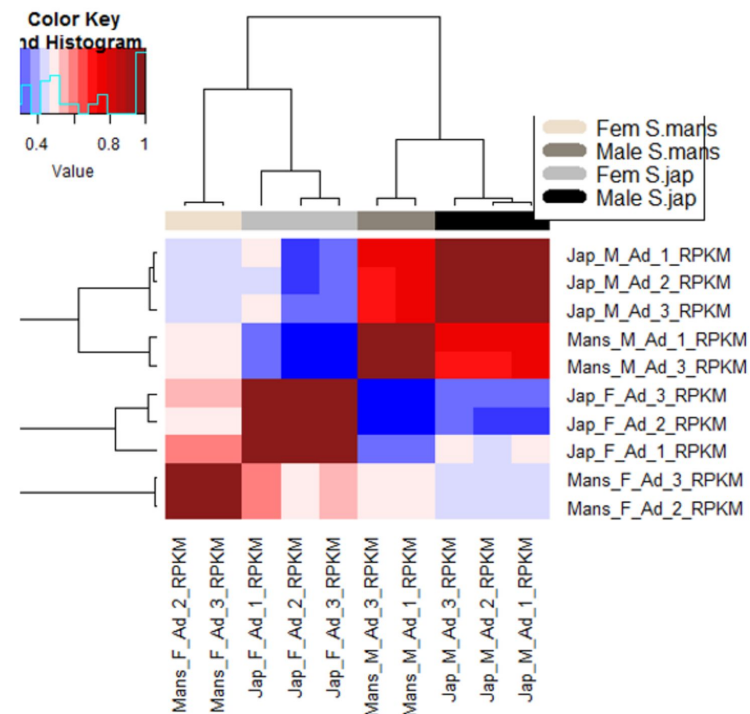 Color Key
nd Histogram
0.4 0.8 1
Value
Fem S.mans
Male S.mans
Fem S.jap
Male S.jap
Jap_M_Ad_1_RPKM
Jap_M_Ad_2_RPKM
Jap_M_Ad_3_RPKM
Mans_M_Ad_1_RPKM
Mans_M_Ad_3_RPKM
Jap_F_Ad_3_RPKM
Jap_F_Ad_2_RPKM
Jap_F_Ad_1_RPKM
Mans_F_Ad_3_RPKM
Mans_F_Ad_2_RPKM
Mans_F_Ad_2_RPKM
Mans_F_Ad_3_RPKM
Jap_F_Ad_1_RPKM
Jap_F_Ad_2_RPKM
Jap_F_Ad_3_RPKM
Mans_M_Ad_3_RPKM
Mans_M_Ad_1_RPKM
Jap_M_Ad_3_RPKM
Jap_M_Ad_2_RPKM
Jap_M_Ad_1_RPKM